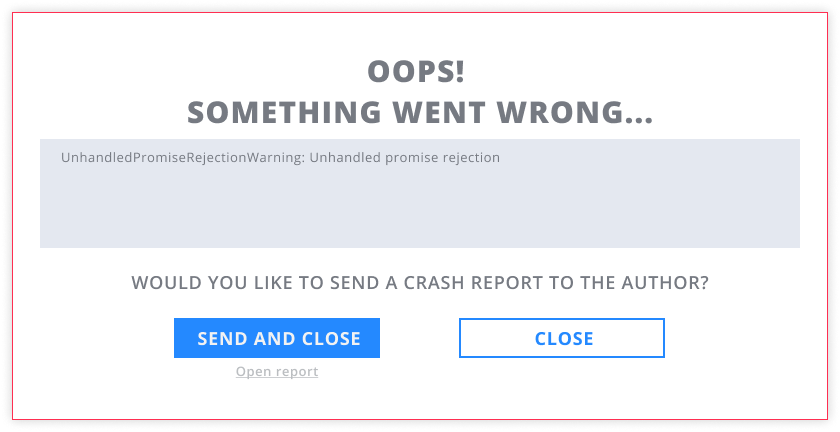 OOPS!
SOMETHING WENT WRONG...
UnhandledPromiseRejectionWarning: Unhandled promise rejection
WOULD YOU LIKE TO SEND A CRASH REPORT TO THE AUTHOR?
SEND AND CLOSE
CLOSE
Open report